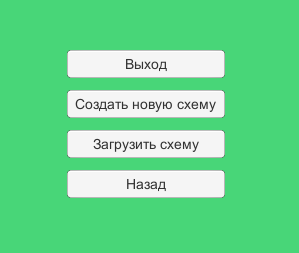 Выход
Создать новую схему
Загрузить схему
Назад